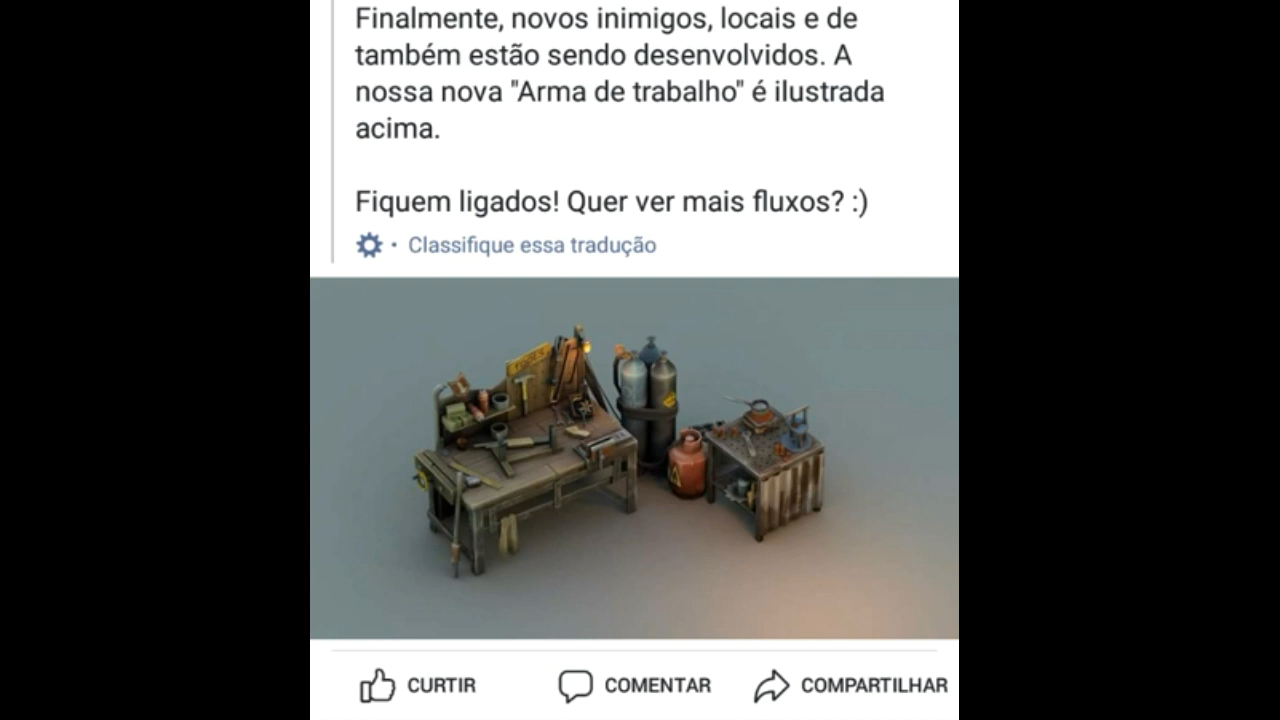 Finalmente, novos inimigos, locais e de
também estão sendo desenvolvidos. A
nossa nova "Arma de trabalho" é ilustrada
acima.
Fiquem ligados! Quer ver mais fluxos? :)
· Classifique essa tradução
CURTIR
COMENTAR
COMPARTILHAR